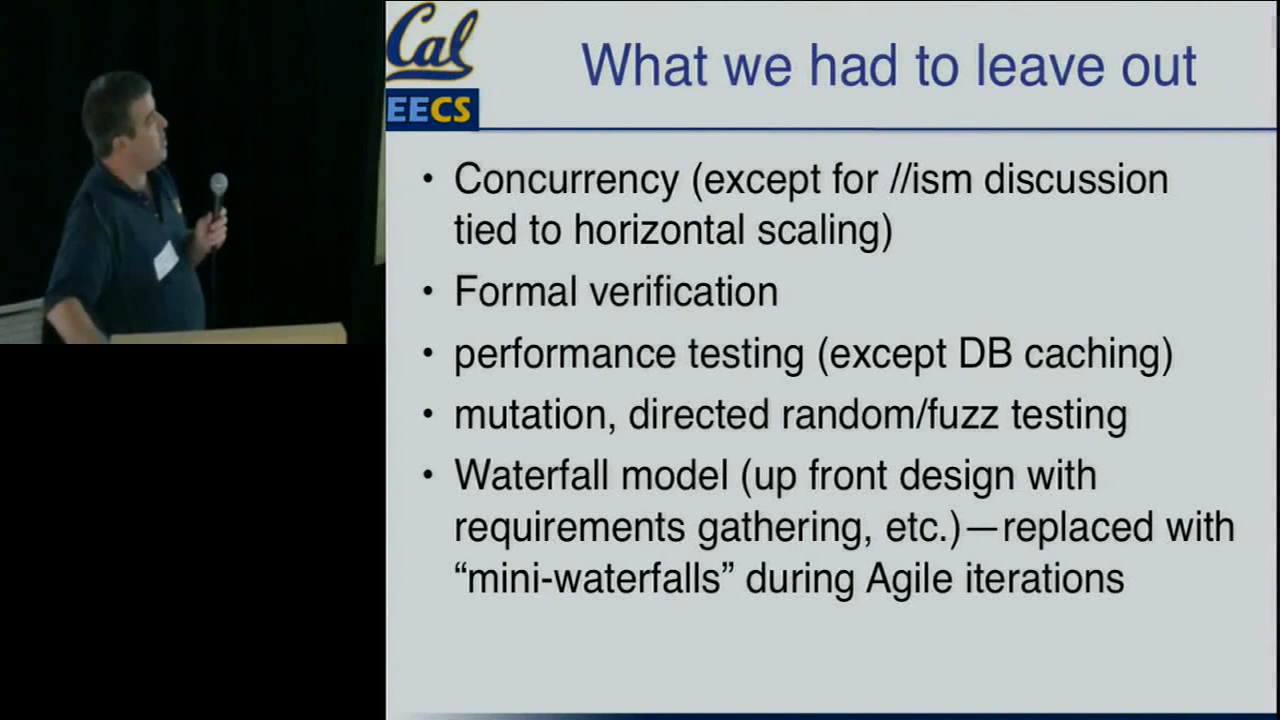 Cal
EECS
What we had to leave out
• Concurrency (except for //ism discussion
tied to horizontal scaling)
• Formal verification
• performance testing (except DB caching)
• mutation, directed random/fuzz testing
• Waterfall model (up front design with
requirements gathering, etc.)—replaced with
“mini-waterfalls” during Agile iterations